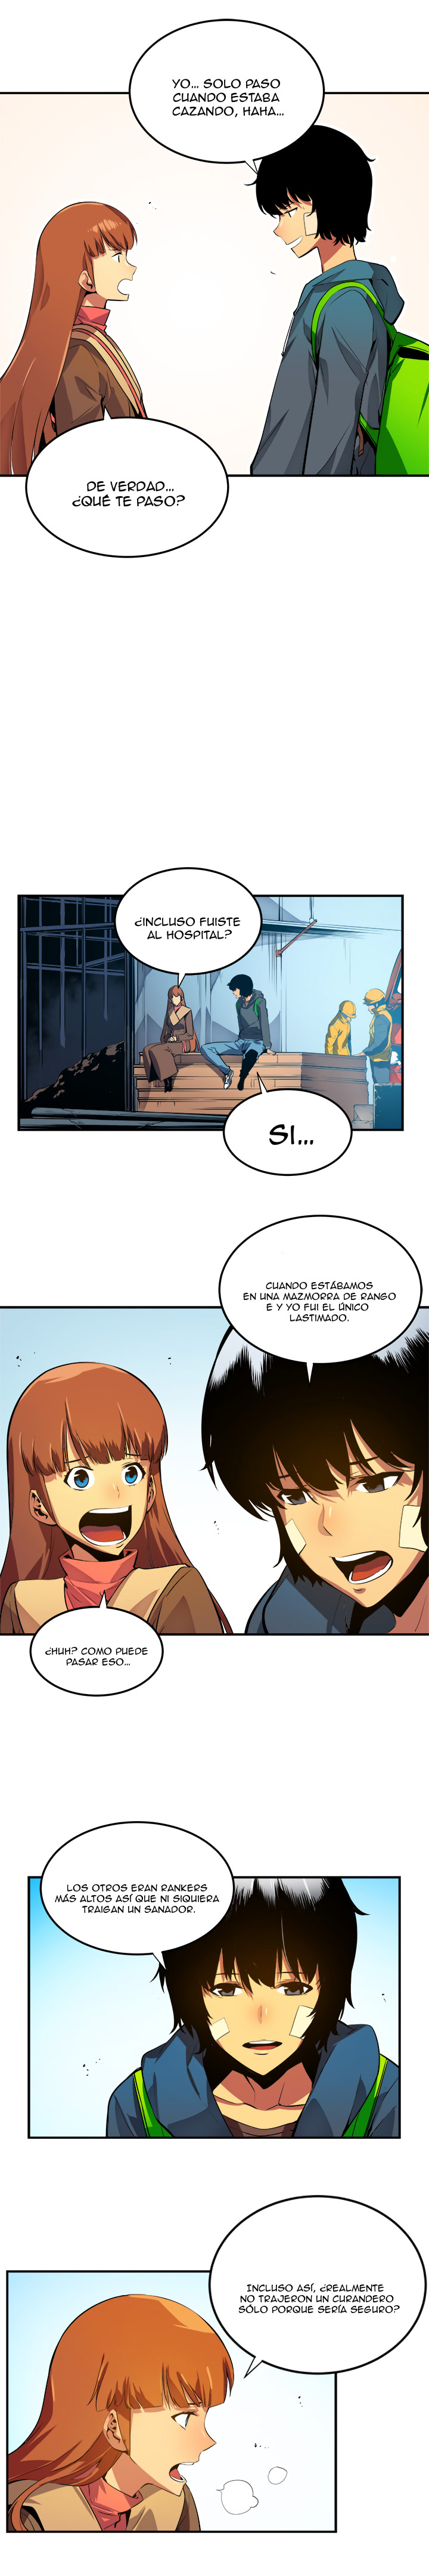 YO... SOLO PASO
CUANDO ESTABA
CAZANDO, HAHA...
DE VERDAD...
¿QUÉ TE PASO?
¿INCLUSO FUISTE
AL HOSPITAL?
SI...
CUANDO ESTÁBAMOS
EN UNA MAZMORRA DE RANGO
E Y YO FUI EL ÚNICO
LASTIMADO.
¿HUH? COMO PUEDE
PASAR ESO...
LOS OTROS ERAN RANKERS
MÁS ALTOS ASÍ QUE NI SIQUIERA
TRAIGAN UN SANADOR.
INCLUSO ASÍ, ¿REALMENTE
NO TRAJERON UN CURANDERO
SÓLO PORQUE SERÍA SEGURO?